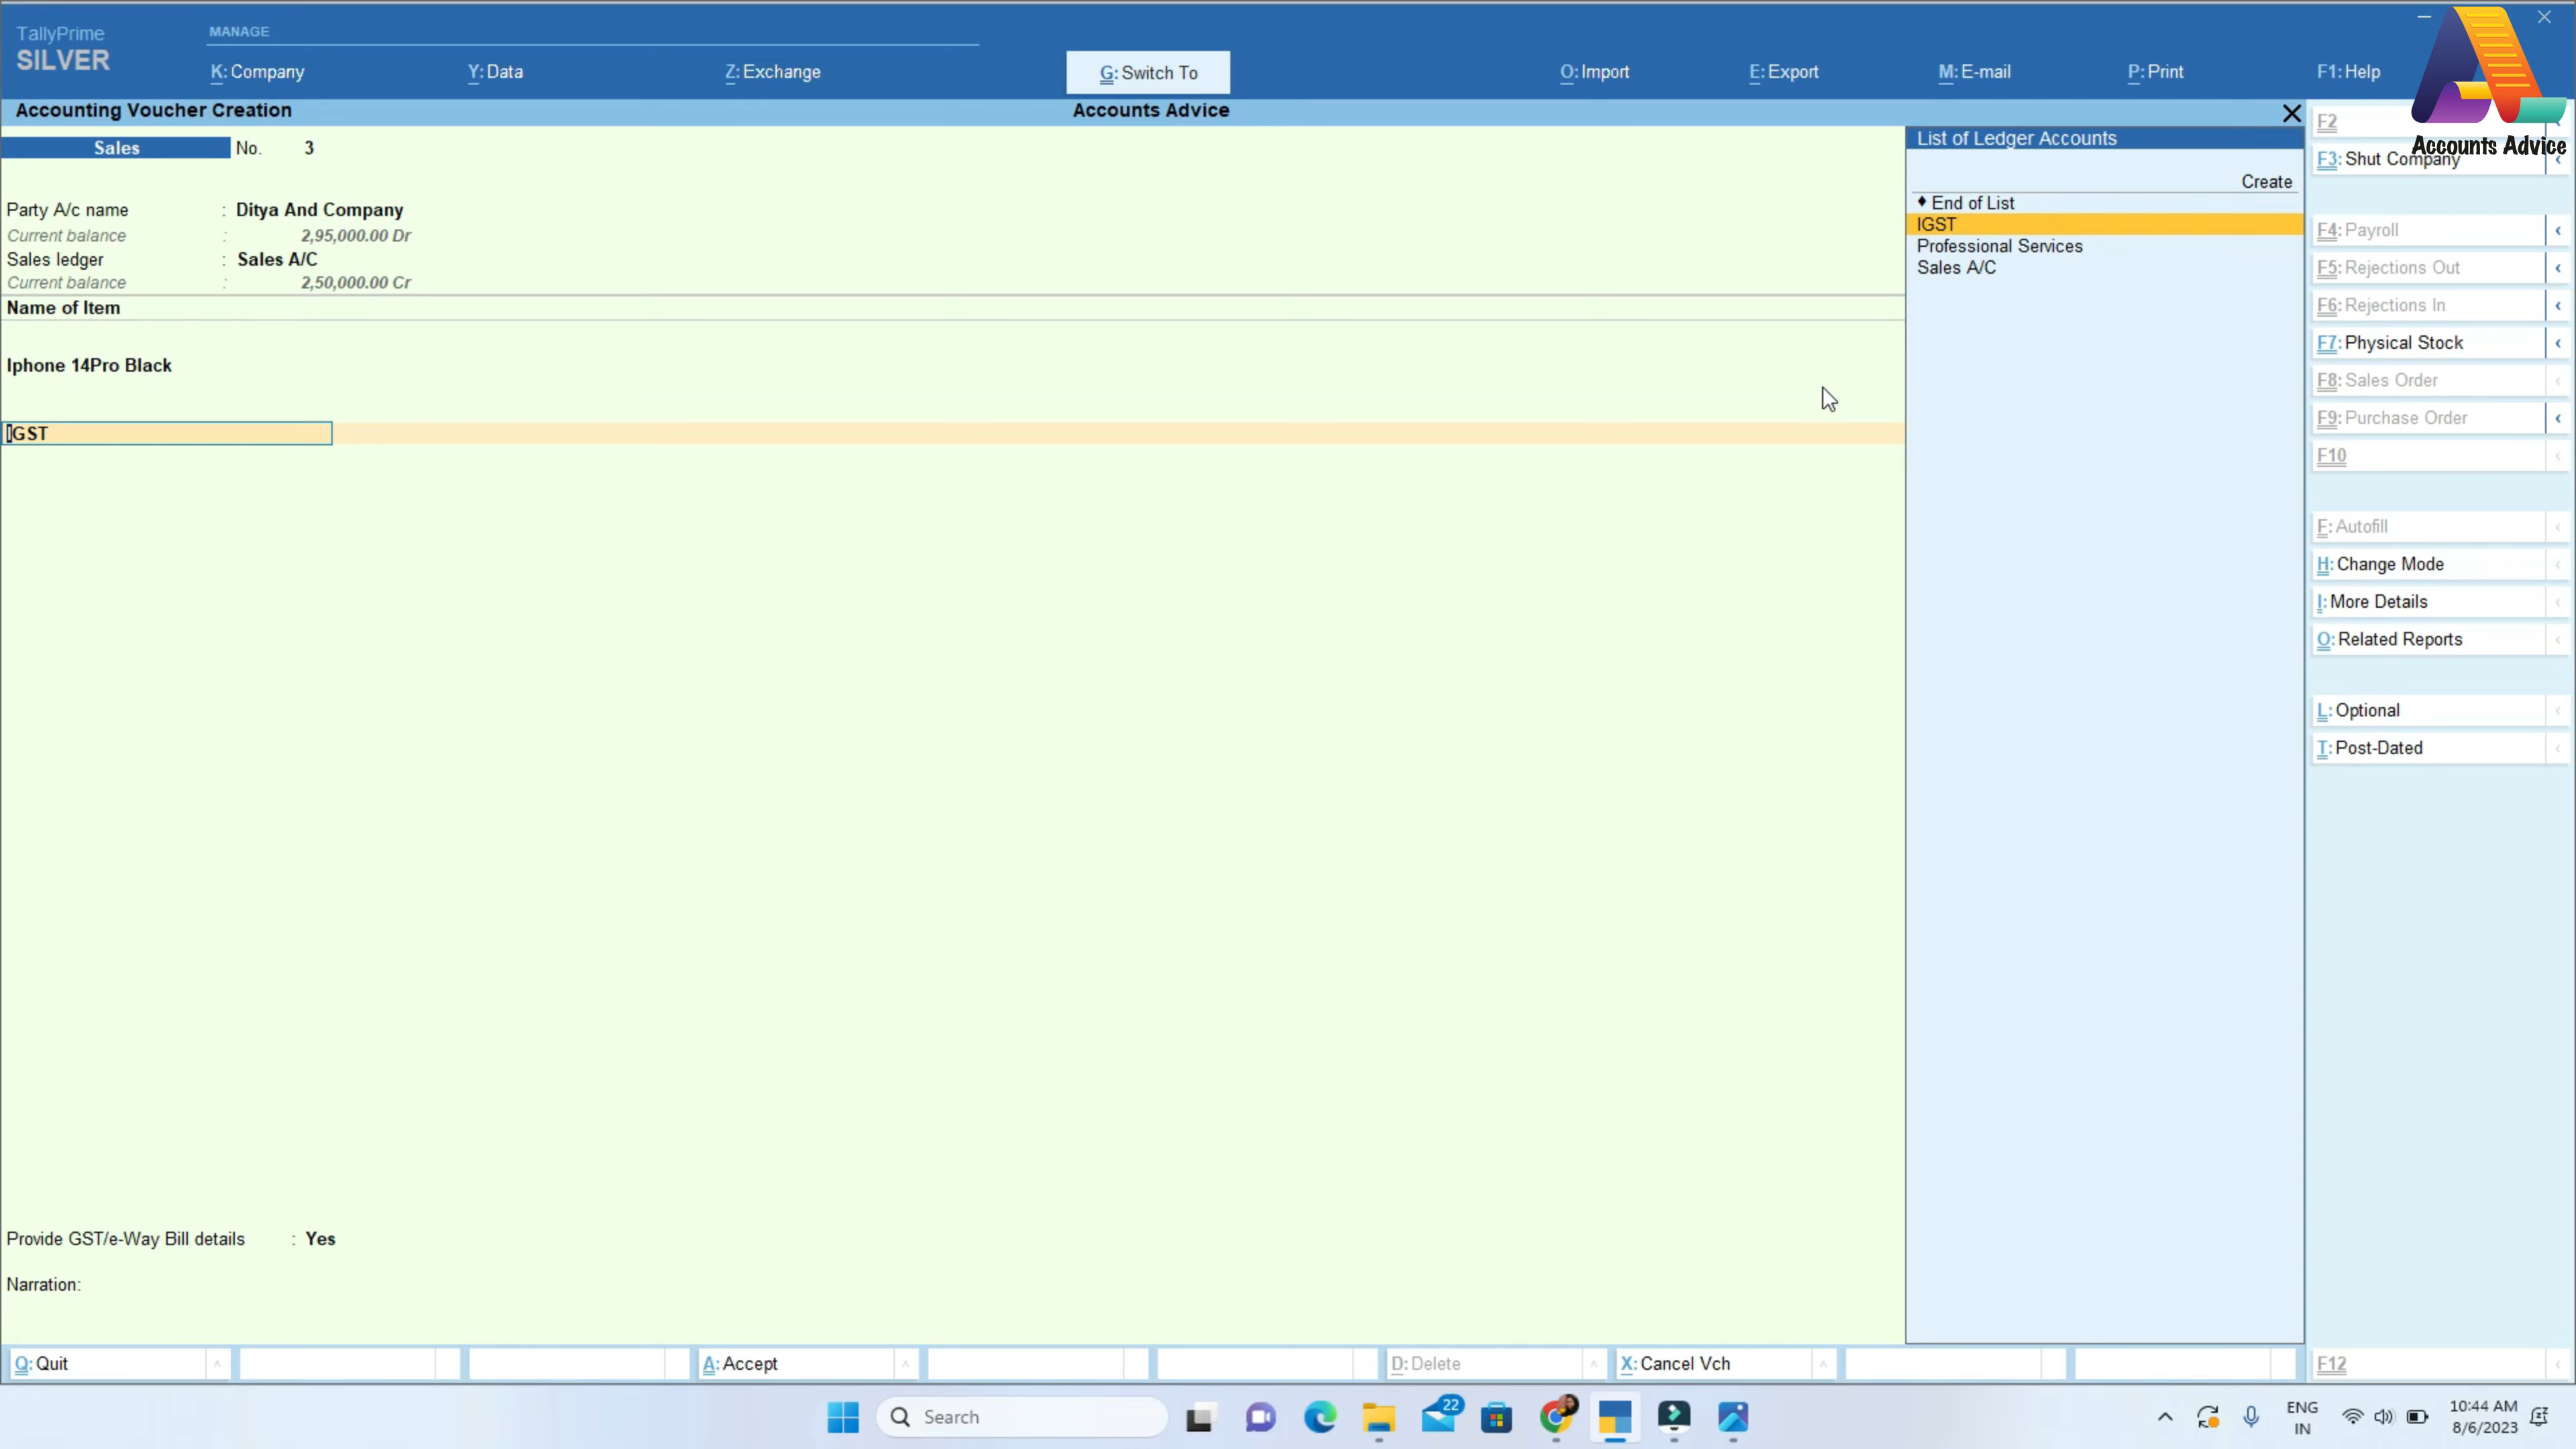 TallyPrime
SILVER
MANAGE
K: Company
Y: Data
Z: Exchange
G: Switch To
O: Import
E: Export
M: E-mail
P: Print
F1: Help
Accounts Advice
Accounting Voucher Creation
Accounts Advice
Sales No. 3
Party A/c name : Ditya And Company
Current balance : 2,95,000.00 Dr
Sales ledger : Sales A/C
Current balance : 2,50,000.00 Cr
Name of Item
Iphone 14Pro Black
IGST
Provide GST/e-Way Bill details : Yes
Narration:
List of Ledger Accounts
Create
♦ End of List
IGST
Professional Services
Sales A/C
F2
F3: Shut Company
F4: Payroll
F5: Rejections Out
F6: Rejections In
F7: Physical Stock
F8: Sales Order
F9: Purchase Order
F10
F: Autofill
H: Change Mode
I: More Details
O: Related Reports
L: Optional
T: Post-Dated
F12
Q: Quit
A: Accept
D: Delete
X: Cancel Vch
Search
22
ENG
IN
10:44 AM
8/6/2023